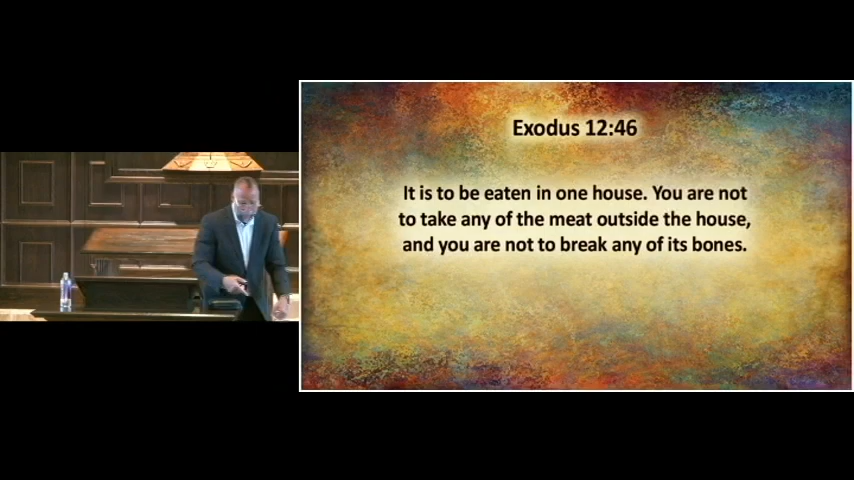 Exodus 12:46
It is to be eaten in one house. You are not
to take any of the meat outside the house,
and you are not to break any of its bones.